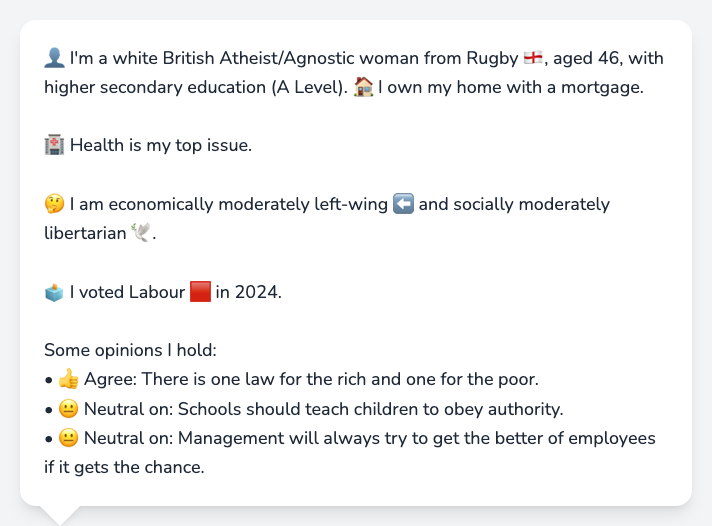 👤 I'm a white British Atheist/Agnostic woman from Rugby 🏴󠁧󠁢󠁥󠁮󠁧󠁿, aged 46, with
higher secondary education (A Level). 🏠 I own my home with a mortgage.
🏥 Health is my top issue.
🤔 I am economically moderately left-wing ⬅️ and socially moderately
libertarian 🕊️.
🗳️ I voted Labour 🟥 in 2024.
Some opinions I hold:
• 👍 Agree: There is one law for the rich and one for the poor.
• 😐 Neutral on: Schools should teach children to obey authority.
• 😐 Neutral on: Management will always try to get the better of employees
if it gets the chance.